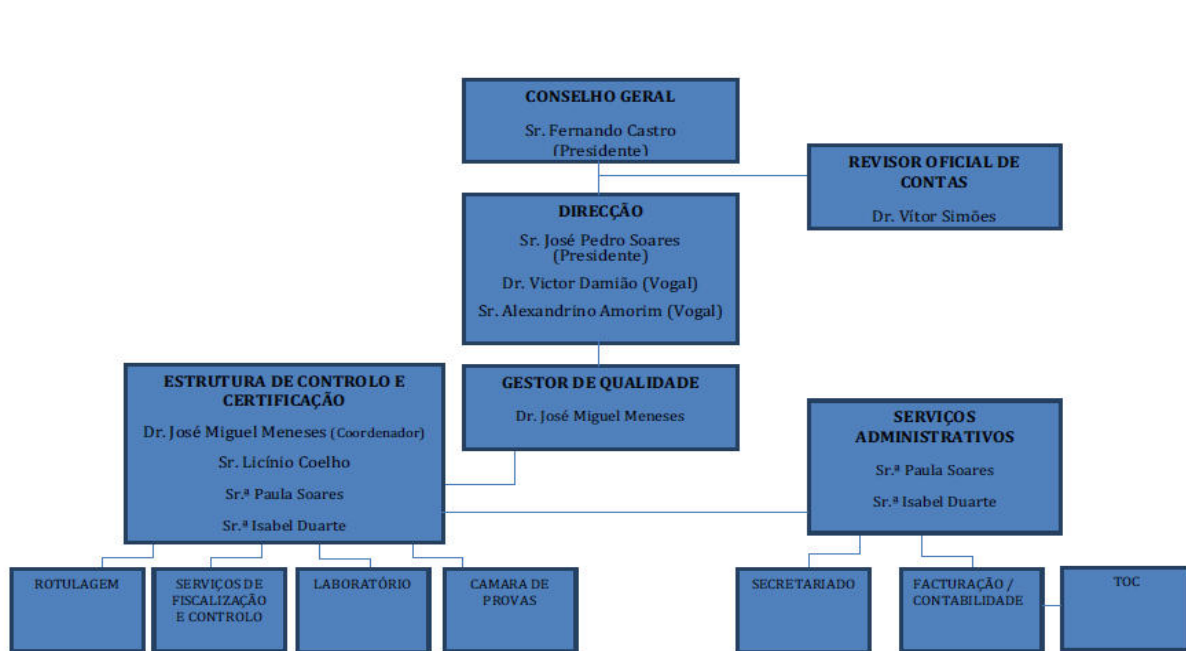 CONSELHO GERAL
Sr. Fernando Castro
(Presidente)
REVISOR OFICIAL DE
CONTAS
Dr. Vítor Simões
DIRECÇÃO
Sr. José Pedro Soares
(Presidente)
Dr. Victor Damião (Vogal)
Sr. Alexandrino Amorim (Vogal)
ESTRUTURA DE CONTROLO E
CERTIFICAÇÃO
Dr. José Miguel Meneses (Coordenador)
Sr. Licínio Coelho
Sr.ª Paula Soares
Sr.ª Isabel Duarte
GESTOR DE QUALIDADE
Dr. José Miguel Meneses
SERVIÇOS
ADMINISTRATIVOS
Sr.ª Paula Soares
Sr.ª Isabel Duarte
ROTULAGEM
SERVIÇOS DE
FISCALIZAÇÃO
E CONTROLO
LABORATÓRIO
CAMARA DE
PROVAS
SECRETARIADO
FACTURAÇÃO /
CONTABILIDADE
TOC